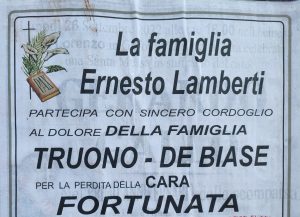 La famiglia
Ernesto Lamberti
PARTECIPA CON SINCERO CORDOGLIO
AL DOLORE DELLA FAMIGLIA
TRUONO - DE BIASE
PER LA PERDITA DELLA CARA
FORTUNATA